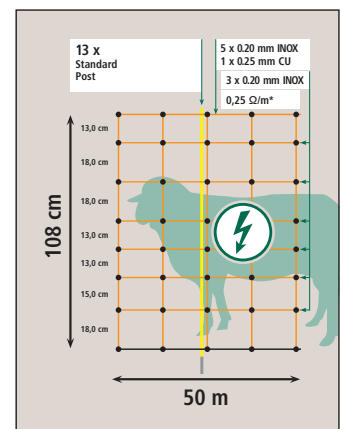 13 x
Standard
Post
5 x 0.20 mm INOX
1 x 0.25 mm CU
3 x 0.20 mm INOX
0,25 Ω/m*
108 cm
13,0 cm
18,0 cm
18,0 cm
13,0 cm
13,0 cm
15,0 cm
18,0 cm
50 m